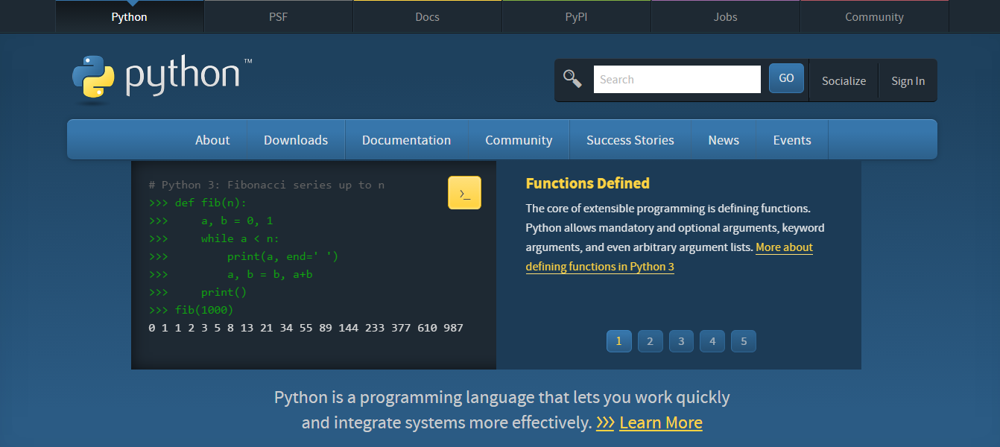 Python PSF Docs PyPI Jobs Community
python™
Search GO Socialize Sign In
About Downloads Documentation Community Success Stories News Events
# Python 3: Fibonacci series up to n
>>> def fib(n):
>>>     a, b = 0, 1
>>>     while a < n:
>>>         print(a, end=' ')
>>>         a, b = b, a+b
>>>     print()
>>> fib(1000)
0 1 1 2 3 5 8 13 21 34 55 89 144 233 377 610 987
>_
Functions Defined
The core of extensible programming is defining functions.
Python allows mandatory and optional arguments, keyword
arguments, and even arbitrary argument lists. More about
defining functions in Python 3
1 2 3 4 5
Python is a programming language that lets you work quickly
and integrate systems more effectively. >>> Learn More